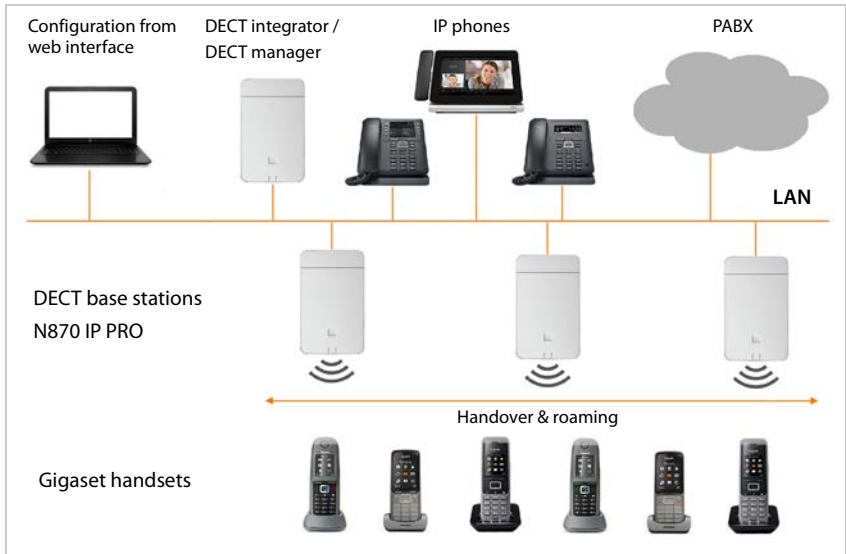 Configuration from
web interface
DECT integrator /
DECT manager
IP phones
PABX
LAN
DECT base stations
N870 IP PRO
Handover & roaming
Gigaset handsets